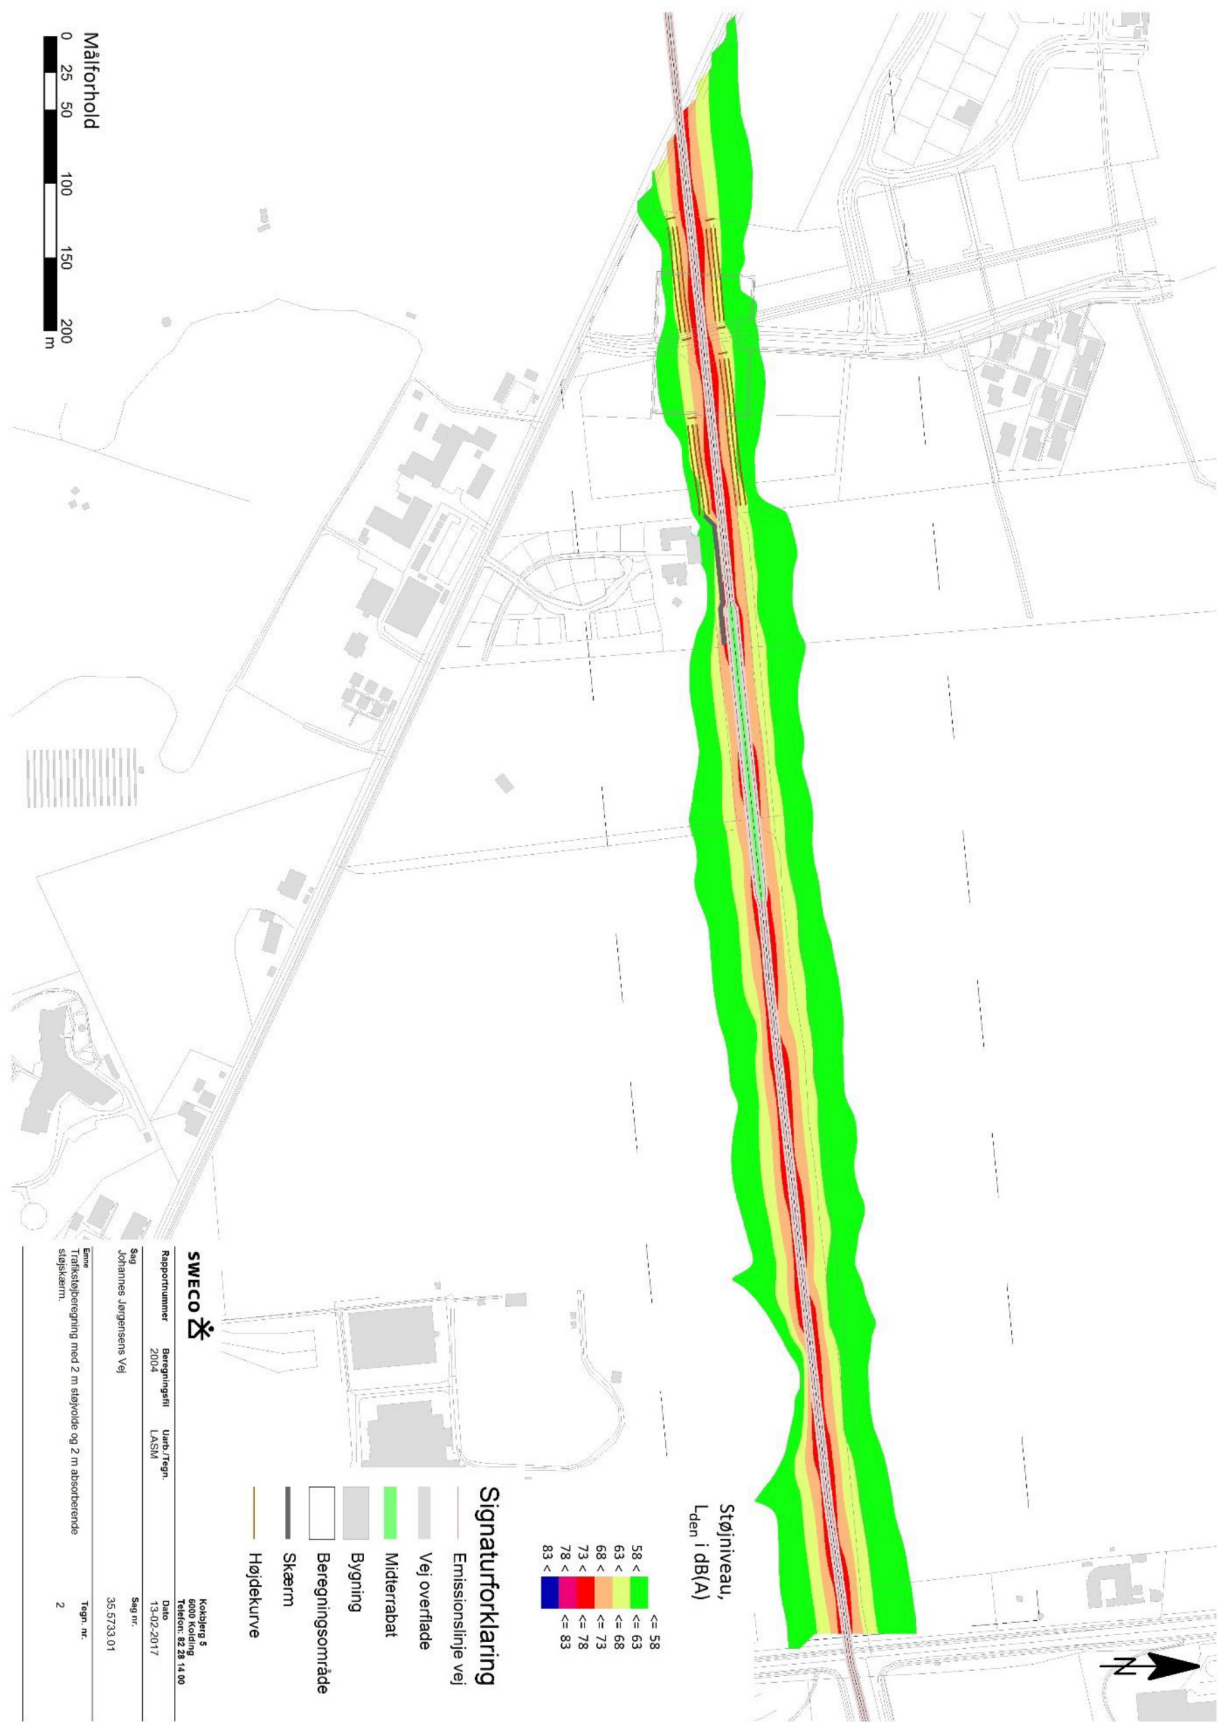 Målforhold
0 25 50 100 150 200
m
Støjniveau,
Lden i dB(A)
<= 58
58 < <= 63
63 < <= 68
68 < <= 73
73 < <= 78
78 < <= 83
83 <
Signaturforklaring
Emissionslinje vej
Vej overflade
Midterrabat
Bygning
Beregningsområde
Skærm
Højdekurve
N
SWECO
Kokbjerg 5
6000 Kolding
Telefon: 82 28 14 00
Rapportnummer Beregningsfil Uarb./Tegn. Dato
2004 LASM 13-02-2017
Sag Sag nr.
Johannes Jørgensens Vej 35.5733.01
Emne Tegn. nr.
Trafikstøjberegning med 2 m støjvolde og 2 m absorberende
støjskærm. 2